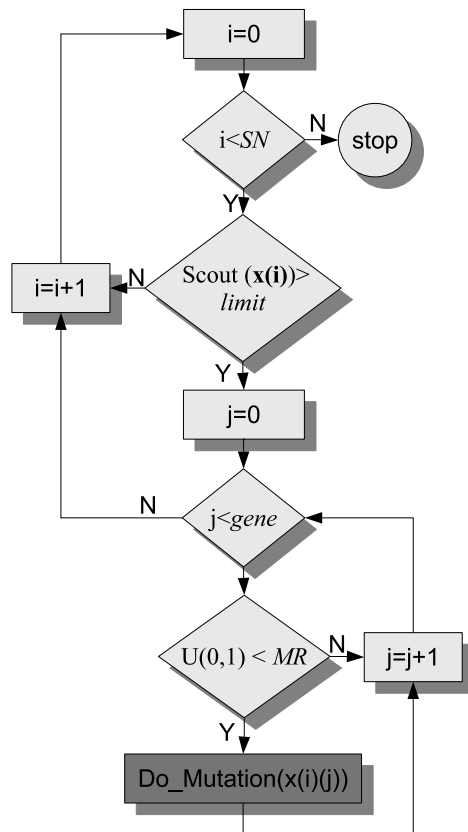 i=0
i<SN
N
stop
Y
Scout (x(i))>
limit
N
i=i+1
Y
j=0
j<gene
N
U(0,1) < MR
N
j=j+1
Y
Do_Mutation(x(i)(j))